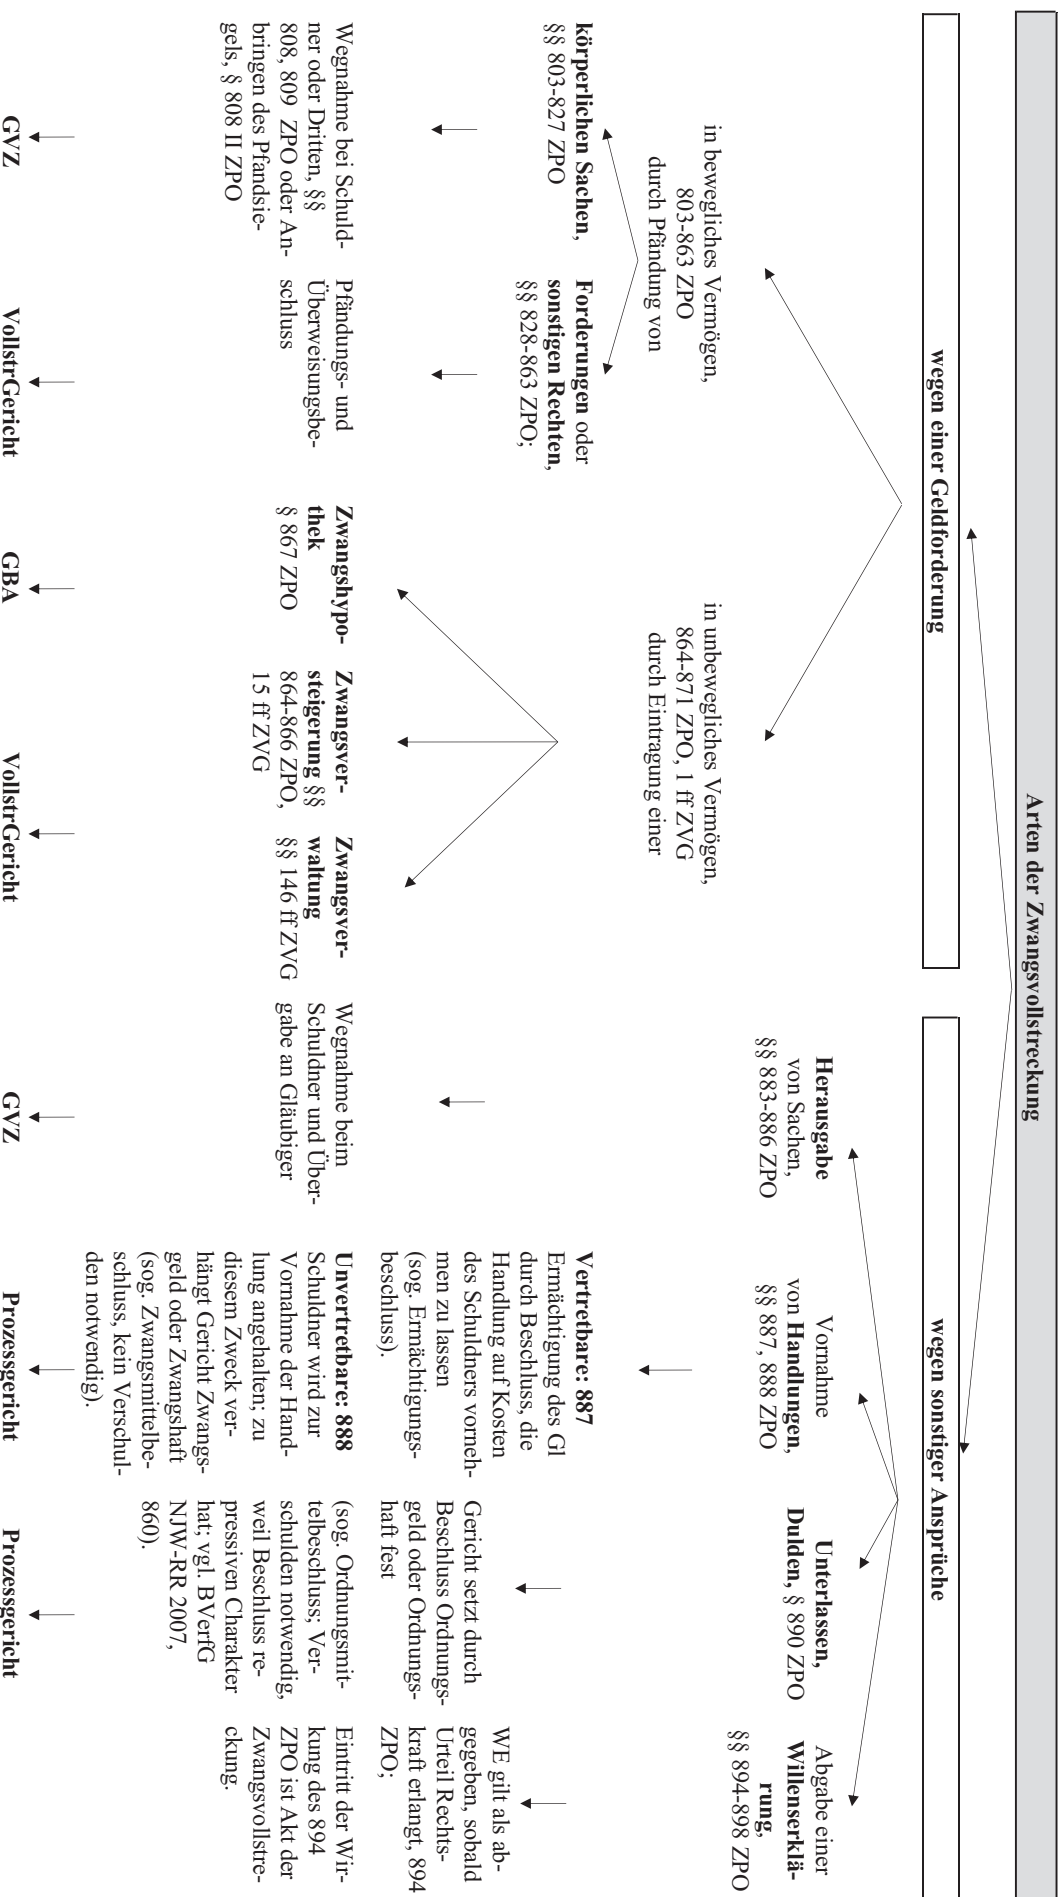 Arten der Zwangsvollstreckung
wegen einer Geldforderung
wegen sonstiger Ansprüche
in bewegliches Vermögen,
803-863 ZPO
durch Pfändung von
in unbewegliches Vermögen,
864-871 ZPO, 1 ff ZVG
durch Eintragung einer
Herausgabe
von Sachen,
§§ 883-886 ZPO
Vornahme
von Handlungen,
§§ 887, 888 ZPO
Unterlassen,
Dulden, § 890 ZPO
Abgabe einer
Willenserklä-
rung,
§§ 894-898 ZPO
körperlichen Sachen,
§§ 803-827 ZPO
Forderungen oder
sonstigen Rechten,
§§ 828-863 ZPO;
Wegnahme bei Schuld-
ner oder Dritten, §§
808, 809 ZPO oder An-
bringen des Pfandsie-
gels, § 808 II ZPO
Pfändungs- und
Überweisungsbe-
schluss
Zwangshypo-
thek
§ 867 ZPO
Zwangsver-
steigerung §§
864-866 ZPO,
15 ff ZVG
Zwangsver-
waltung
§§ 146 ff ZVG
Wegnahme beim
Schuldner und Über-
gabe an Gläubiger
Vertretbare: 887
Ermächtigung des Gl
durch Beschluss, die
Handlung auf Kosten
des Schuldners vorneh-
men zu lassen
(sog. Ermächtigungs-
beschluss).
Unvertretbare: 888
Schuldner wird zur
Vornahme der Hand-
lung angehalten; zu
diesem Zweck ver-
hängt Gericht Zwangs-
geld oder Zwangshaft
(sog. Zwangsmittelbe-
schluss, kein Verschul-
den notwendig).
Gericht setzt durch
Beschluss Ordnungs-
geld oder Ordnungs-
haft fest
(sog. Ordnungsmit-
telbeschluss; Ver-
schulden notwendig,
weil Beschluss re-
pressiven Charakter
hat; vgl. BVerfG
NJW-RR 2007,
860).
WE gilt als ab-
gegeben, sobald
Urteil Rechts-
kraft erlangt, 894
ZPO;
Eintritt der Wir-
kung des 894
ZPO ist Akt der
Zwangsvollstre-
ckung.
GVZ
VollstrGericht
GBA
VollstrGericht
GVZ
Prozessgericht
Prozessgericht